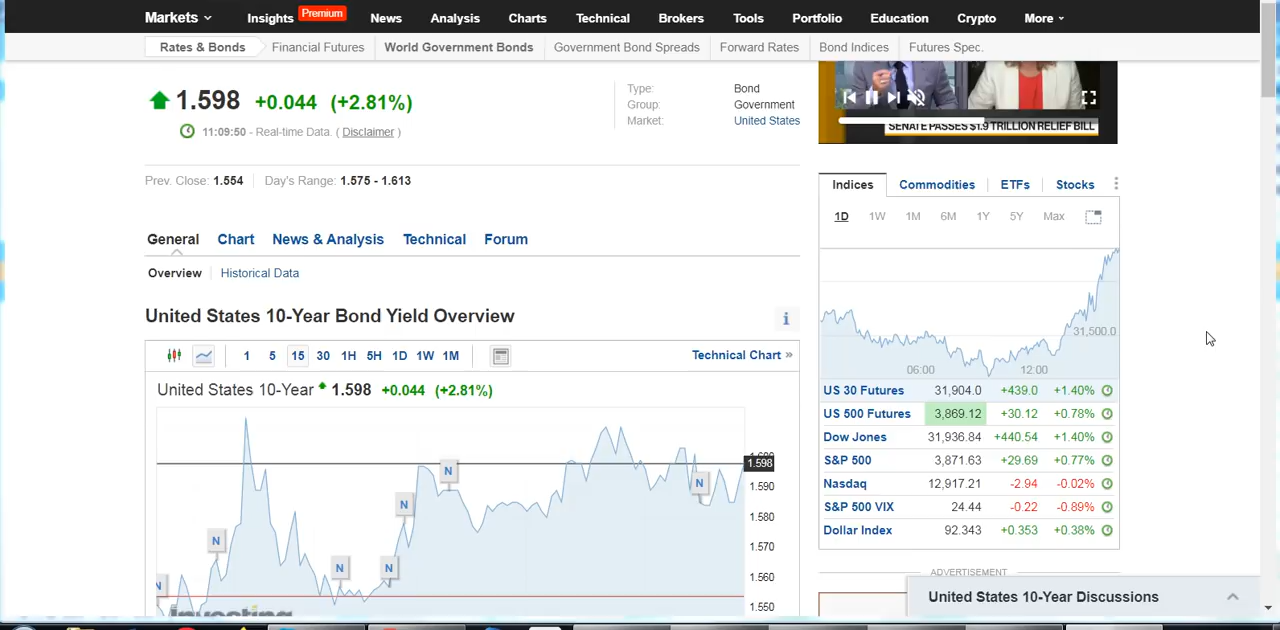 Markets Insights Premium News Analysis Charts Technical Brokers Tools Portfolio Education Crypto More
Rates & Bonds Financial Futures World Government Bonds Government Bond Spreads Forward Rates Bond Indices Futures Spec.
1.598 +0.044 (+2.81%)
11:09:50 - Real-time Data. ( Disclaimer )
Type: Bond
Group: Government
Market: United States
SENATE PASSES $1.9 TRILLION RELIEF BILL
Prev. Close: 1.554 Day's Range: 1.575 - 1.613
General Chart News & Analysis Technical Forum
Overview Historical Data
United States 10-Year Bond Yield Overview
i
1 5 15 30 1H 5H 1D 1W 1M
Technical Chart »
United States 10-Year 1.598 +0.044 (+2.81%)
N N N N N N N
1.598
1.590
1.580
1.570
1.560
1.550
Investing
Indices Commodities ETFs Stocks
1D 1W 1M 6M 1Y 5Y Max
31,500.0
06:00 12:00
US 30 Futures 31,904.0 +439.0 +1.40%
US 500 Futures 3,869.12 +30.12 +0.78%
Dow Jones 31,936.84 +440.54 +1.40%
S&P 500 3,871.63 +29.69 +0.77%
Nasdaq 12,917.21 -2.94 -0.02%
S&P 500 VIX 24.44 -0.22 -0.89%
Dollar Index 92.343 +0.353 +0.38%
ADVERTISEMENT
United States 10-Year Discussions